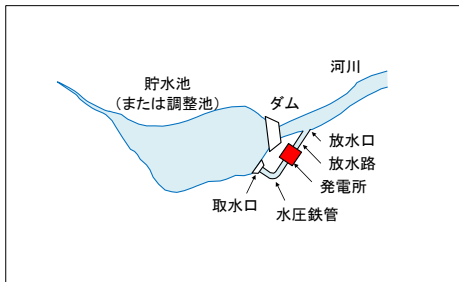 河川
貯水池
(または調整池)
ダム
放水口
放水路
発電所
取水口
水圧鉄管